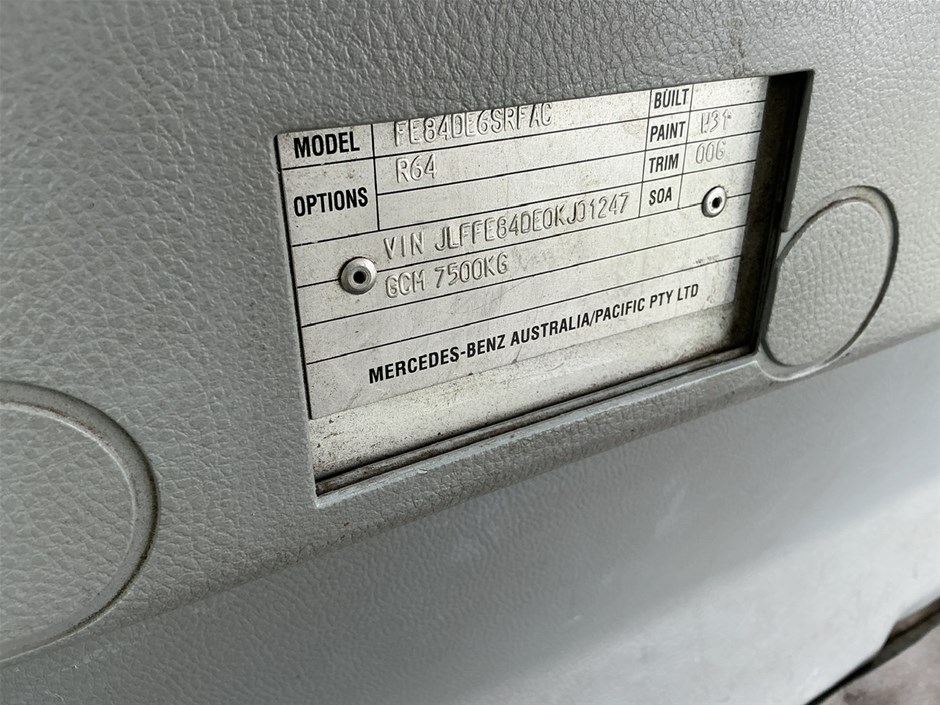 BUILT
MODEL FE84DE6SRFAC PAINT W31
OPTIONS R64 TRIM 00G
SOA
VIN JLFFE84DE0KJ01247
GCM 7500KG
MERCEDES-BENZ AUSTRALIA/PACIFIC PTY LTD